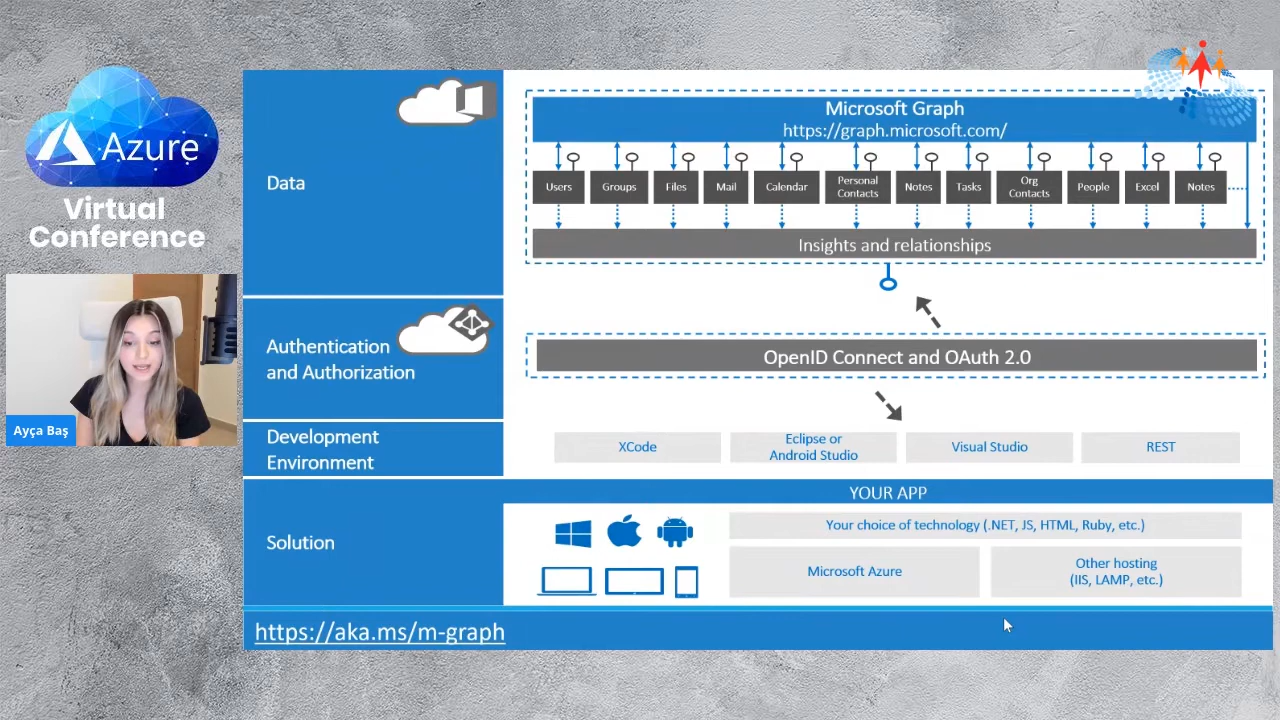 Azure
Virtual
Conference
Ayça Baş
Data
Microsoft Graph
https://graph.microsoft.com/
Users
Groups
Files
Mail
Calendar
Personal
Contacts
Notes
Tasks
Org
Contacts
People
Excel
Notes
Insights and relationships
Authentication
and Authorization
OpenID Connect and OAuth 2.0
Development
Environment
XCode
Eclipse or
Android Studio
Visual Studio
REST
YOUR APP
Solution
Your choice of technology (.NET, JS, HTML, Ruby, etc.)
Microsoft Azure
Other hosting
(IIS, LAMP, etc.)
https://aka.ms/m-graph